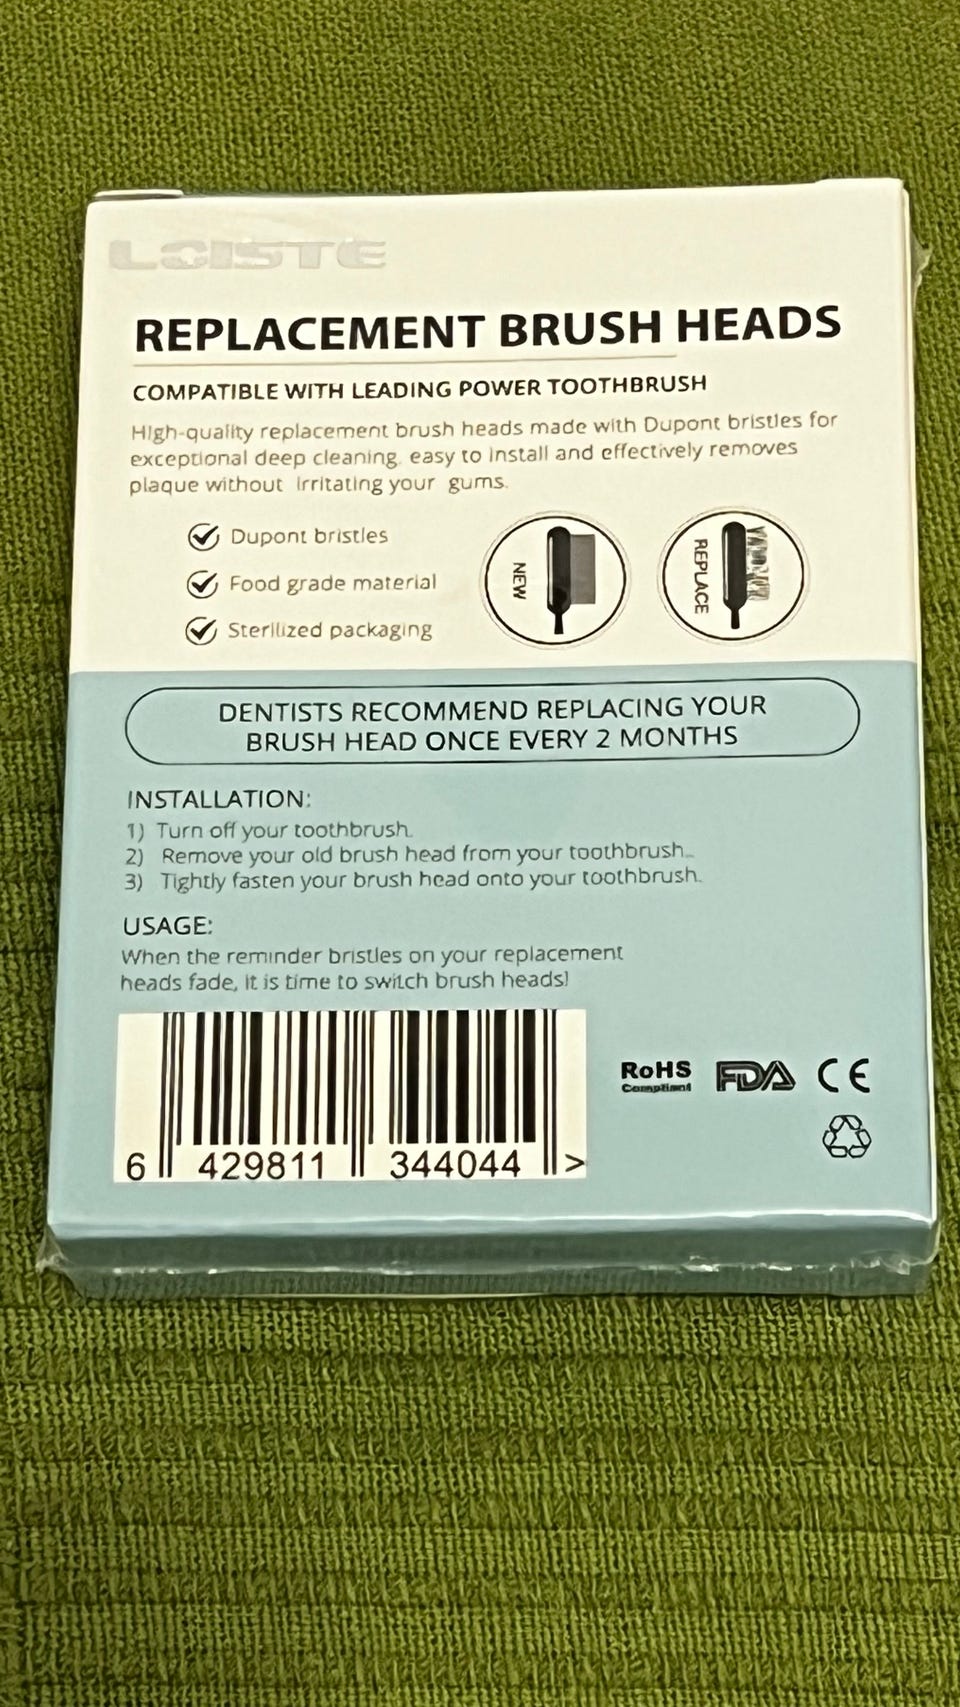 LOISTE
REPLACEMENT BRUSH HEADS
COMPATIBLE WITH LEADING POWER TOOTHBRUSH
High-quality replacement brush heads made with Dupont bristles for
exceptional deep cleaning, easy to install and effectively removes
plaque without irritating your gums.
Dupont bristles
Food grade material
Sterilized packaging
NEW
REPLACE
DENTISTS RECOMMEND REPLACING YOUR
BRUSH HEAD ONCE EVERY 2 MONTHS
INSTALLATION:
1) Turn off your toothbrush.
2) Remove your old brush head from your toothbrush.
3) Tightly fasten your brush head onto your toothbrush.
USAGE:
When the reminder bristles on your replacement
heads fade, it is time to switch brush heads!
6 429811 344044 >
RoHS
Compliant
FDA CE